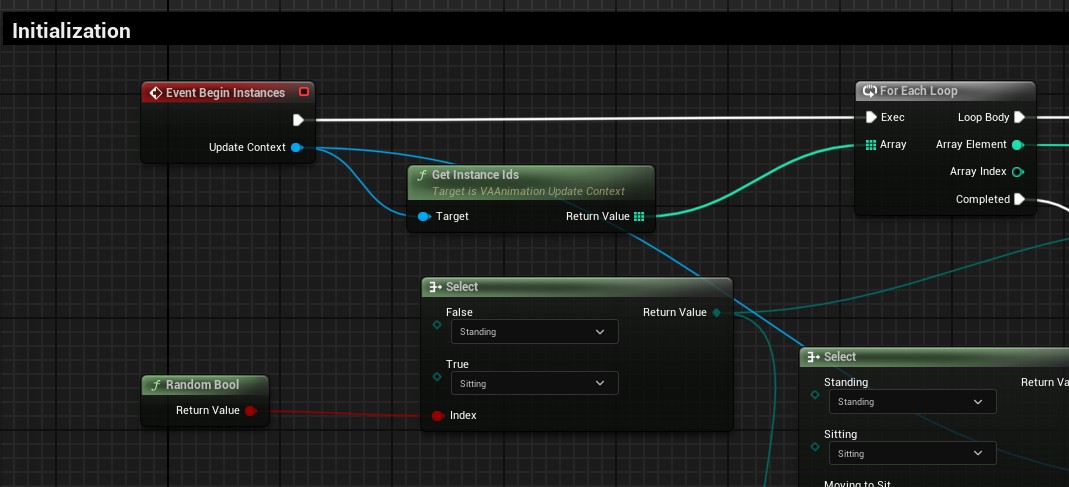 Initialization
Event Begin Instances
Update Context
Get Instance Ids
Target is VAAnimation Update Context
Target
Return Value
For Each Loop
Exec
Loop Body
Array
Array Element
Array Index
Completed
Select
False
Return Value
Standing
True
Sitting
Index
Random Bool
Return Value
Select
Standing
Return Va
Standing
Sitting
Sitting
Moving to Sit